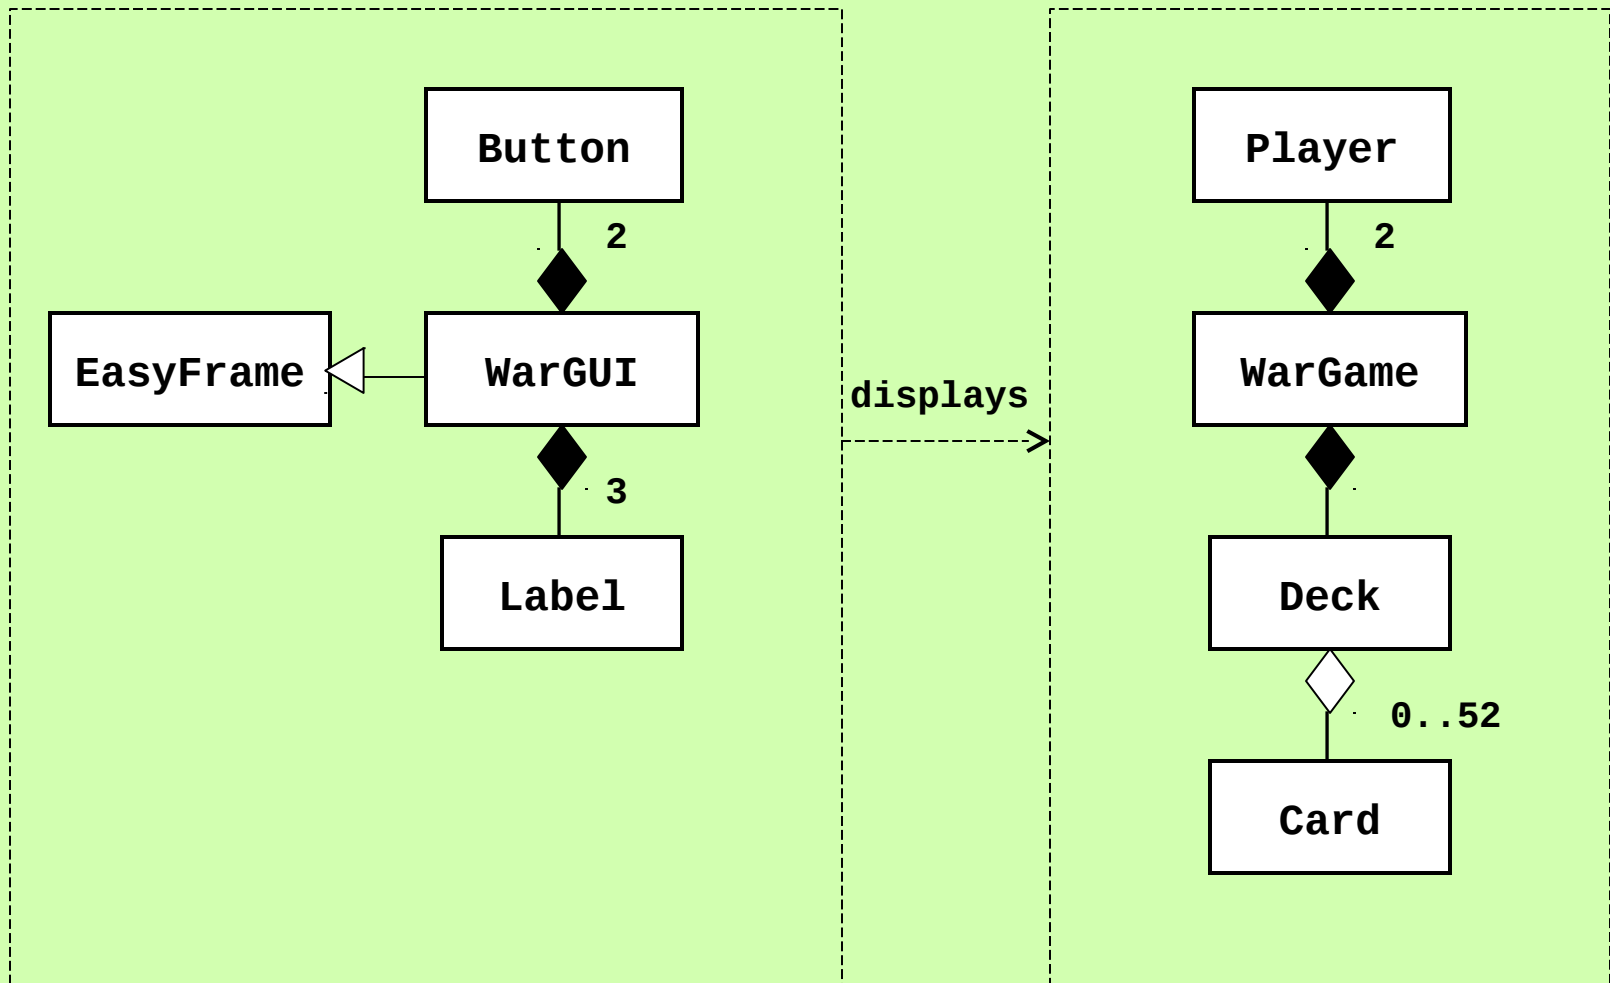 Button
2
EasyFrame
WarGUI
3
Label
displays
Player
2
WarGame
Deck
0..52
Card